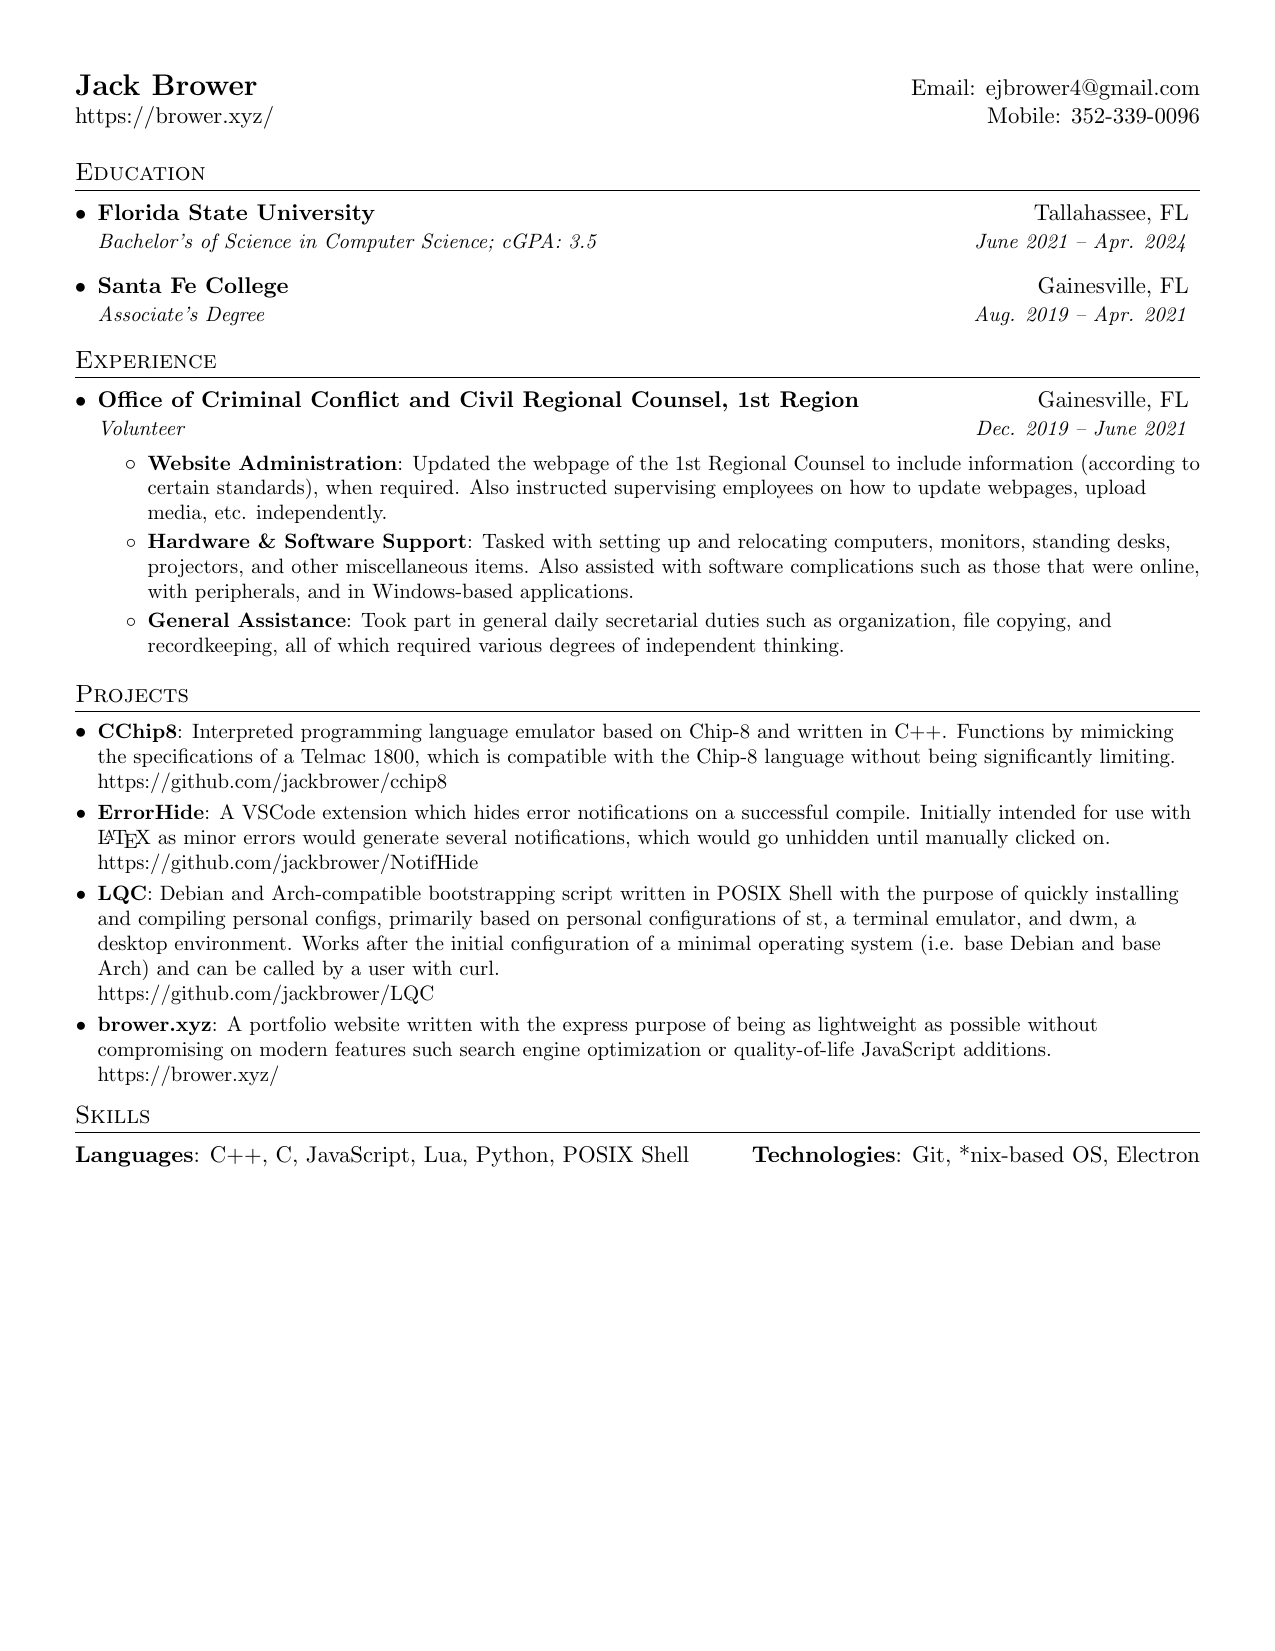 Jack Brower
Email: ejbrower4@gmail.com
https://brower.xyz/
Mobile: 352-339-0096
Education
• Florida State University
Tallahassee, FL
Bachelor's of Science in Computer Science; cGPA: 3.5
June 2021 – Apr. 2024
• Santa Fe College
Gainesville, FL
Associate's Degree
Aug. 2019 – Apr. 2021
Experience
• Office of Criminal Conflict and Civil Regional Counsel, 1st Region
Gainesville, FL
Volunteer
Dec. 2019 – June 2021
◦ Website Administration: Updated the webpage of the 1st Regional Counsel to include information (according to
certain standards), when required. Also instructed supervising employees on how to update webpages, upload
media, etc. independently.
◦ Hardware & Software Support: Tasked with setting up and relocating computers, monitors, standing desks,
projectors, and other miscellaneous items. Also assisted with software complications such as those that were online,
with peripherals, and in Windows-based applications.
◦ General Assistance: Took part in general daily secretarial duties such as organization, file copying, and
recordkeeping, all of which required various degrees of independent thinking.
Projects
• CChip8: Interpreted programming language emulator based on Chip-8 and written in C++. Functions by mimicking
the specifications of a Telmac 1800, which is compatible with the Chip-8 language without being significantly limiting.
https://github.com/jackbrower/cchip8
• ErrorHide: A VSCode extension which hides error notifications on a successful compile. Initially intended for use with
LATEX as minor errors would generate several notifications, which would go unhidden until manually clicked on.
https://github.com/jackbrower/NotifHide
• LQC: Debian and Arch-compatible bootstrapping script written in POSIX Shell with the purpose of quickly installing
and compiling personal configs, primarily based on personal configurations of st, a terminal emulator, and dwm, a
desktop environment. Works after the initial configuration of a minimal operating system (i.e. base Debian and base
Arch) and can be called by a user with curl.
https://github.com/jackbrower/LQC
• brower.xyz: A portfolio website written with the express purpose of being as lightweight as possible without
compromising on modern features such search engine optimization or quality-of-life JavaScript additions.
https://brower.xyz/
Skills
Languages: C++, C, JavaScript, Lua, Python, POSIX Shell
Technologies: Git, *nix-based OS, Electron